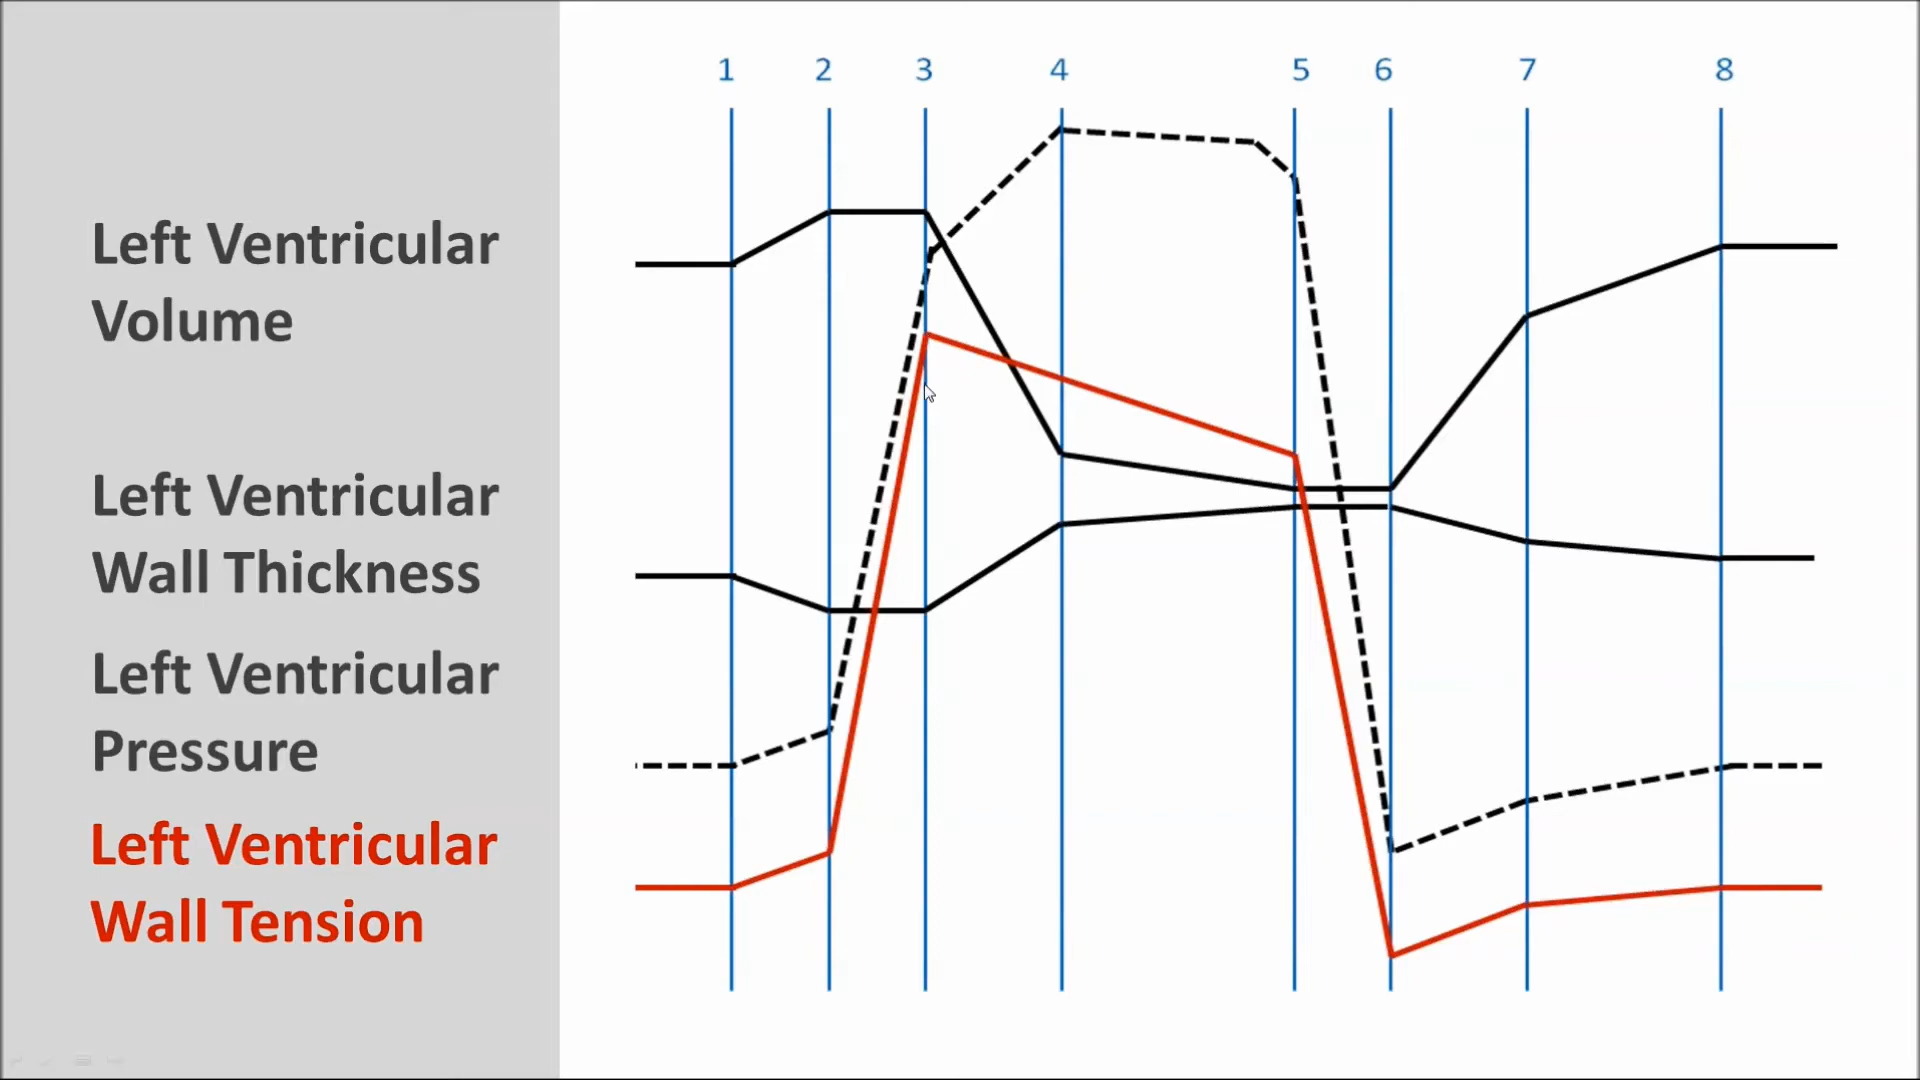 1 2 3 4 5 6 7 8
Left Ventricular
Volume
Left Ventricular
Wall Thickness
Left Ventricular
Pressure
Left Ventricular
Wall Tension